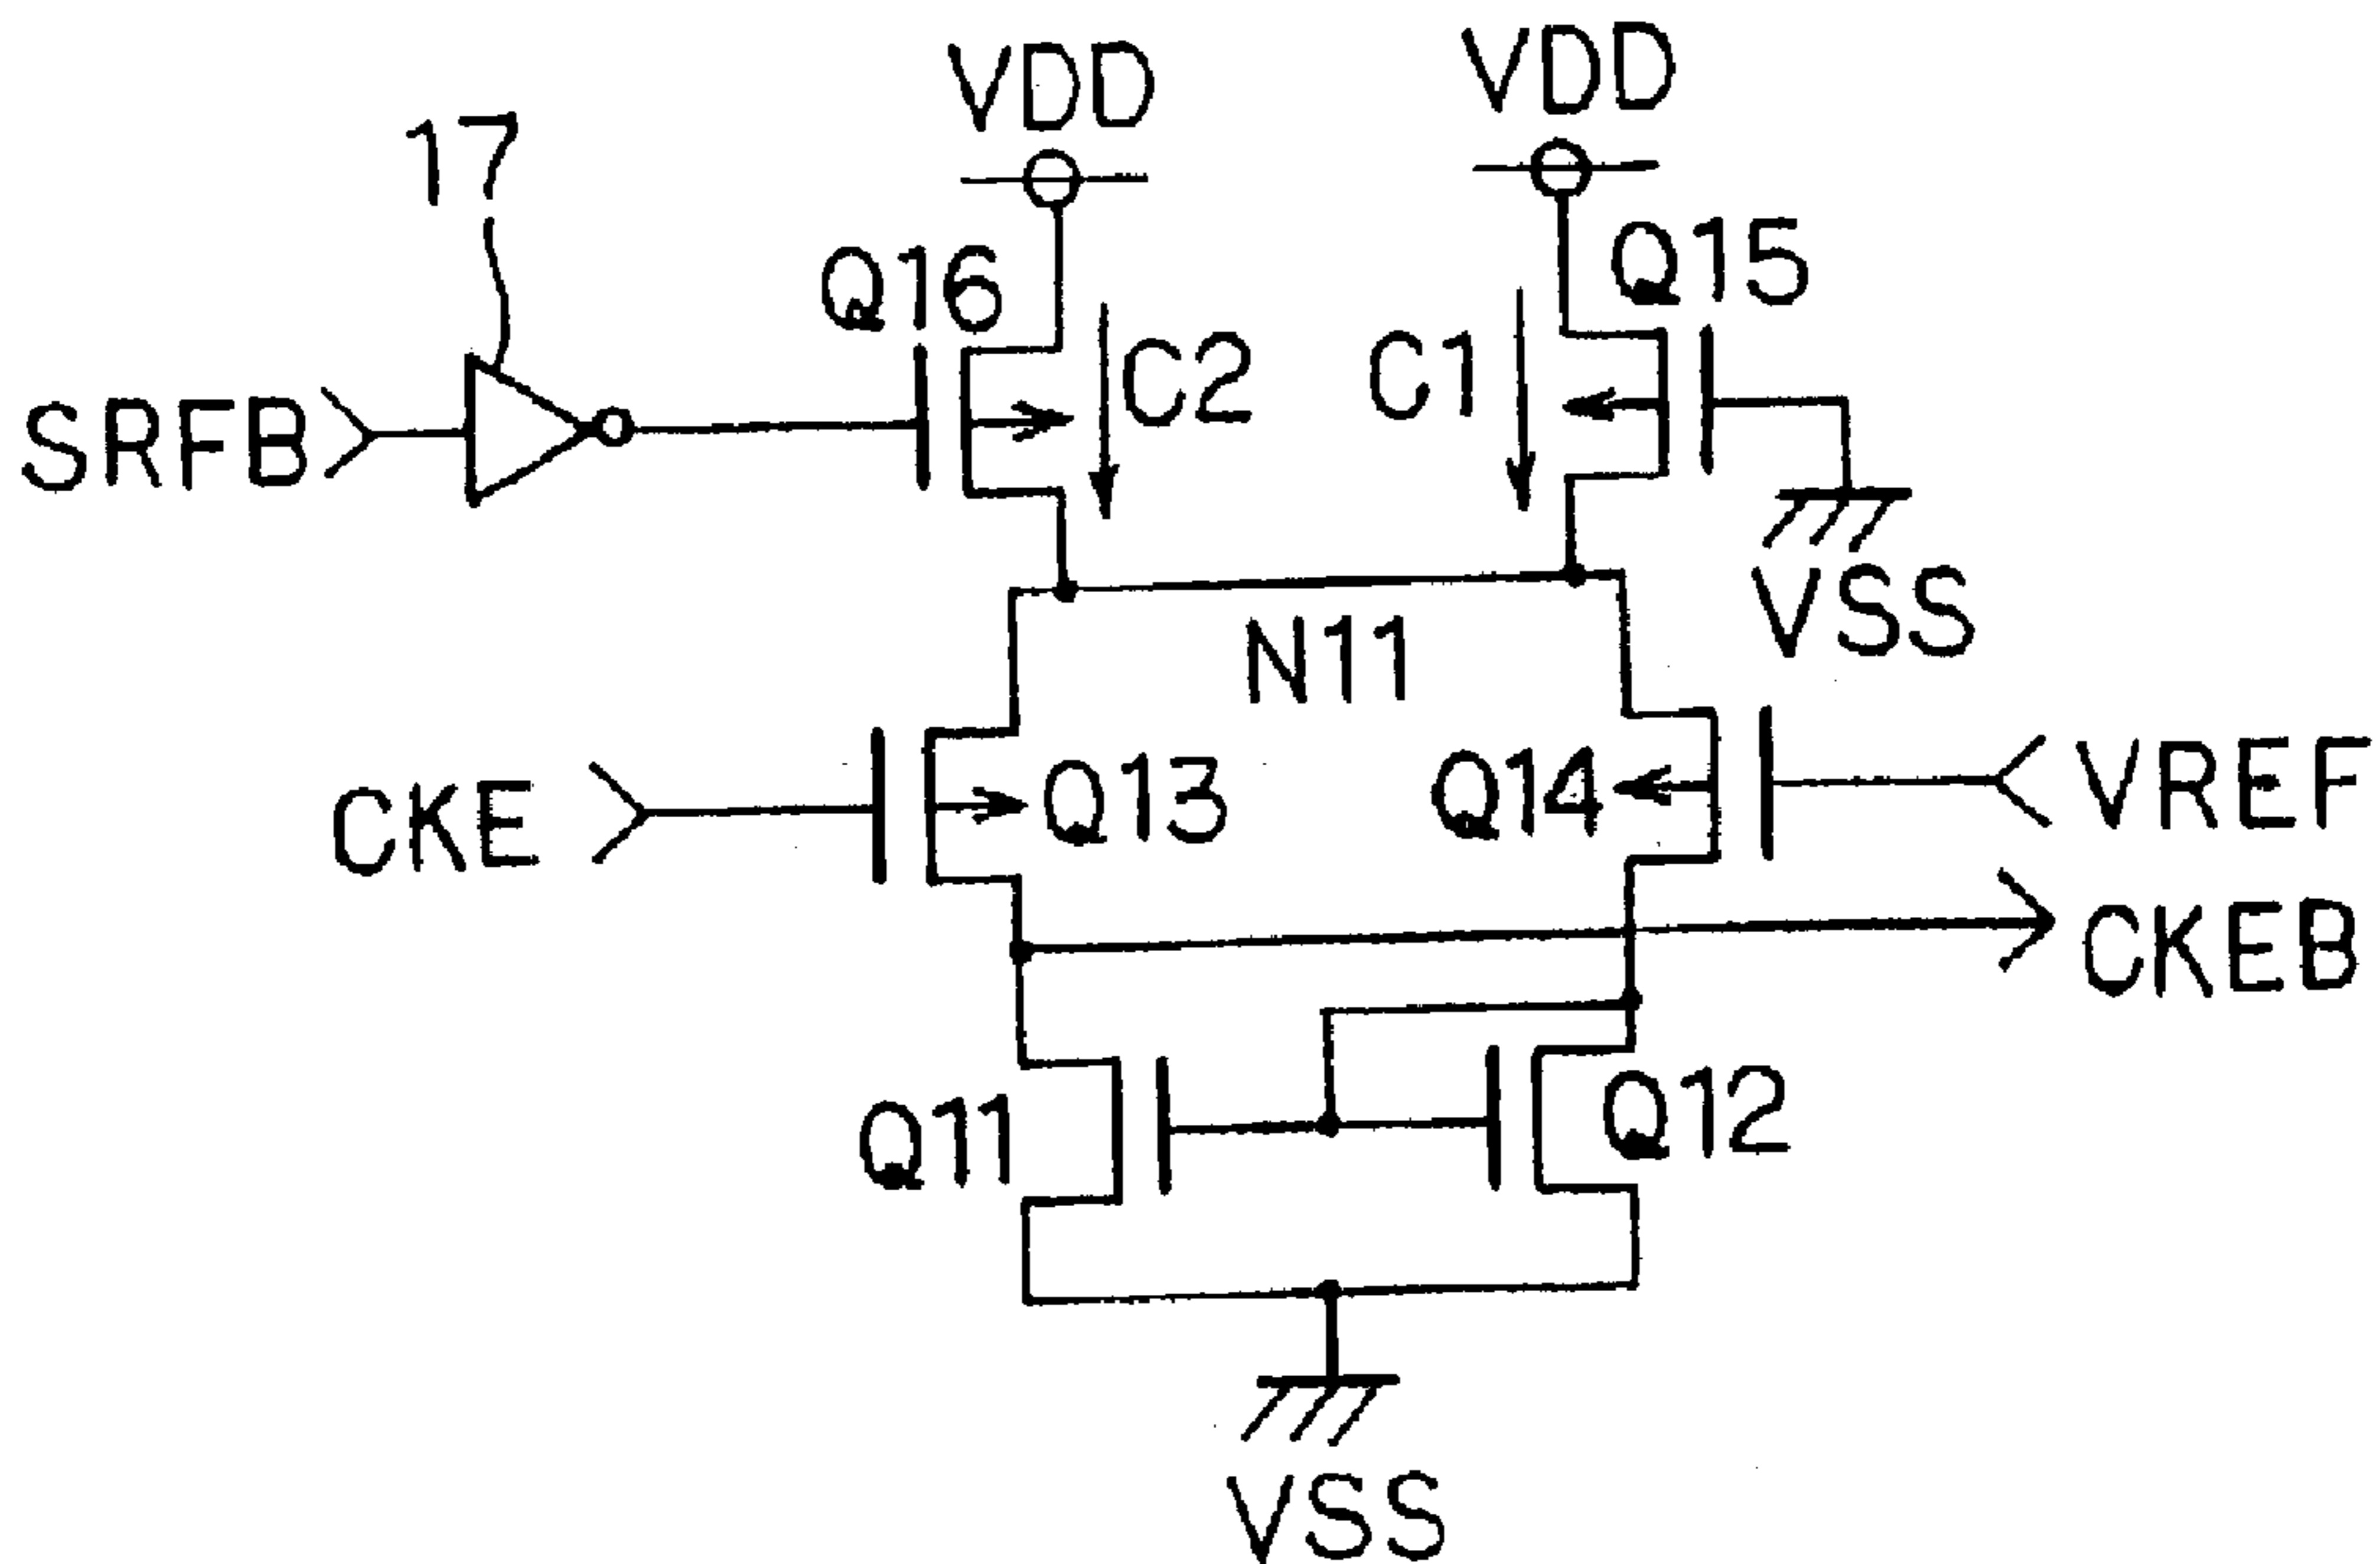 VDD
VDD
17
Q16
Q15
C2
C1
SRFB
VSS
N11
CKE
Q13
Q14
VREF
CKEB
Q11
Q12
VSS